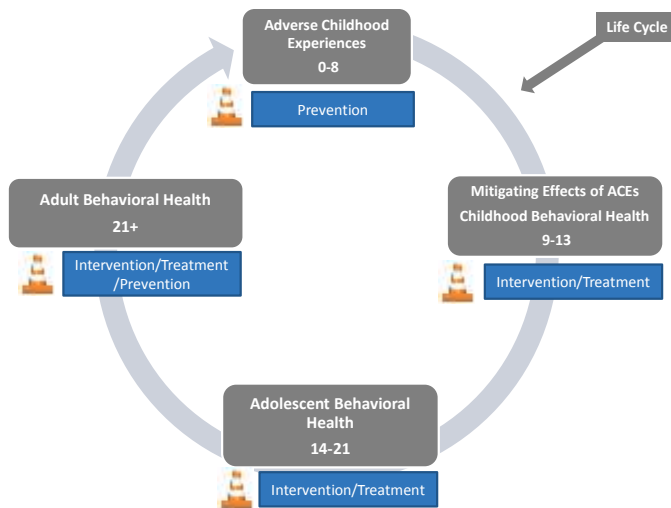 Adverse Childhood
Experiences
0-8
Prevention
Life Cycle
Mitigating Effects of ACEs
Childhood Behavioral Health
9-13
Intervention/Treatment
Adolescent Behavioral
Health
14-21
Intervention/Treatment
Adult Behavioral Health
21+
Intervention/Treatment
/Prevention